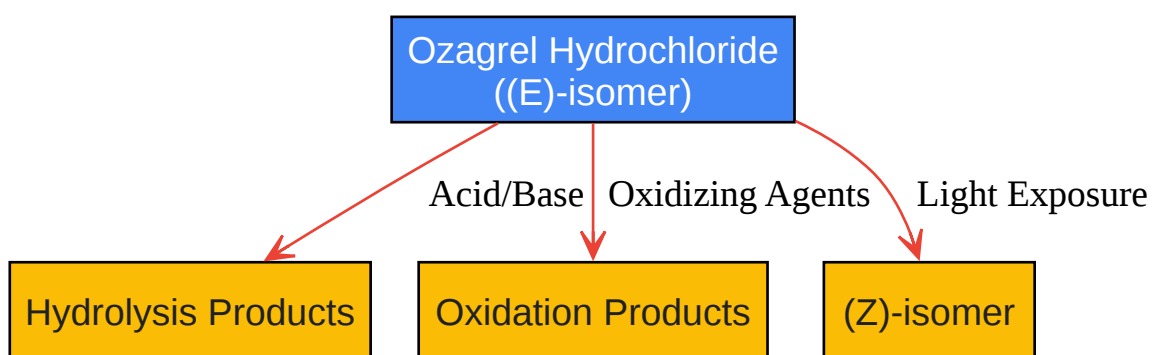 Ozagrel Hydrochloride
((E)-isomer)
Acid/Base
Oxidizing Agents
Light Exposure
Hydrolysis Products
Oxidation Products
(Z)-isomer